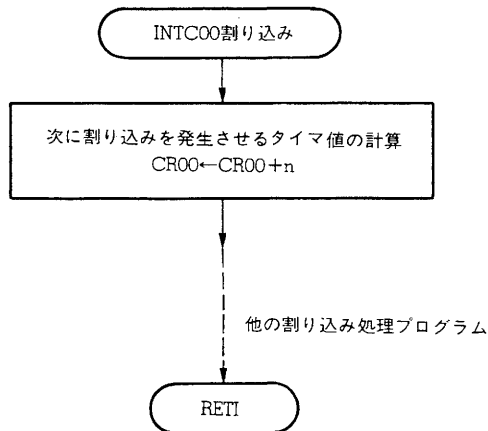 INTC00割り込み
次に割り込みを発生させるタイマ値の計算
CR00←CR00+n
他の割り込み処理プログラム
RETI